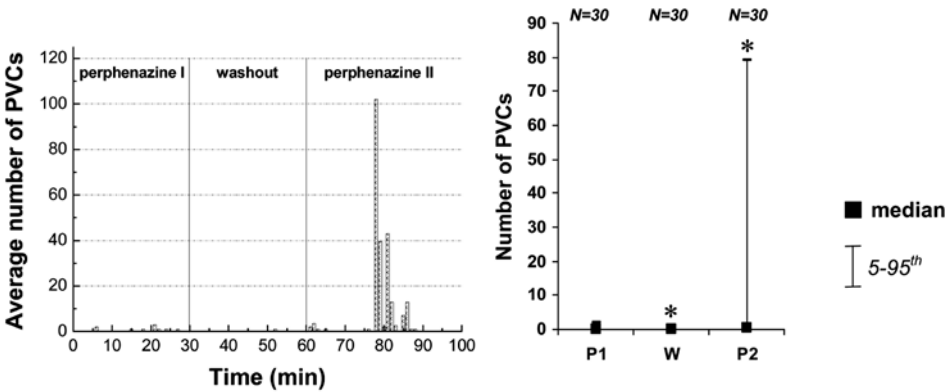 Average number of PVCs
120
100
80
60
40
20
0
perphenazine I
washout
perphenazine II
0 10 20 30 40 50 60 70 80 90 100
Time (min)
N=30 N=30 N=30
Number of PVCs
90
80
70
60
50
40
30
20
10
0
*
*
P1 W P2
median
5-95th